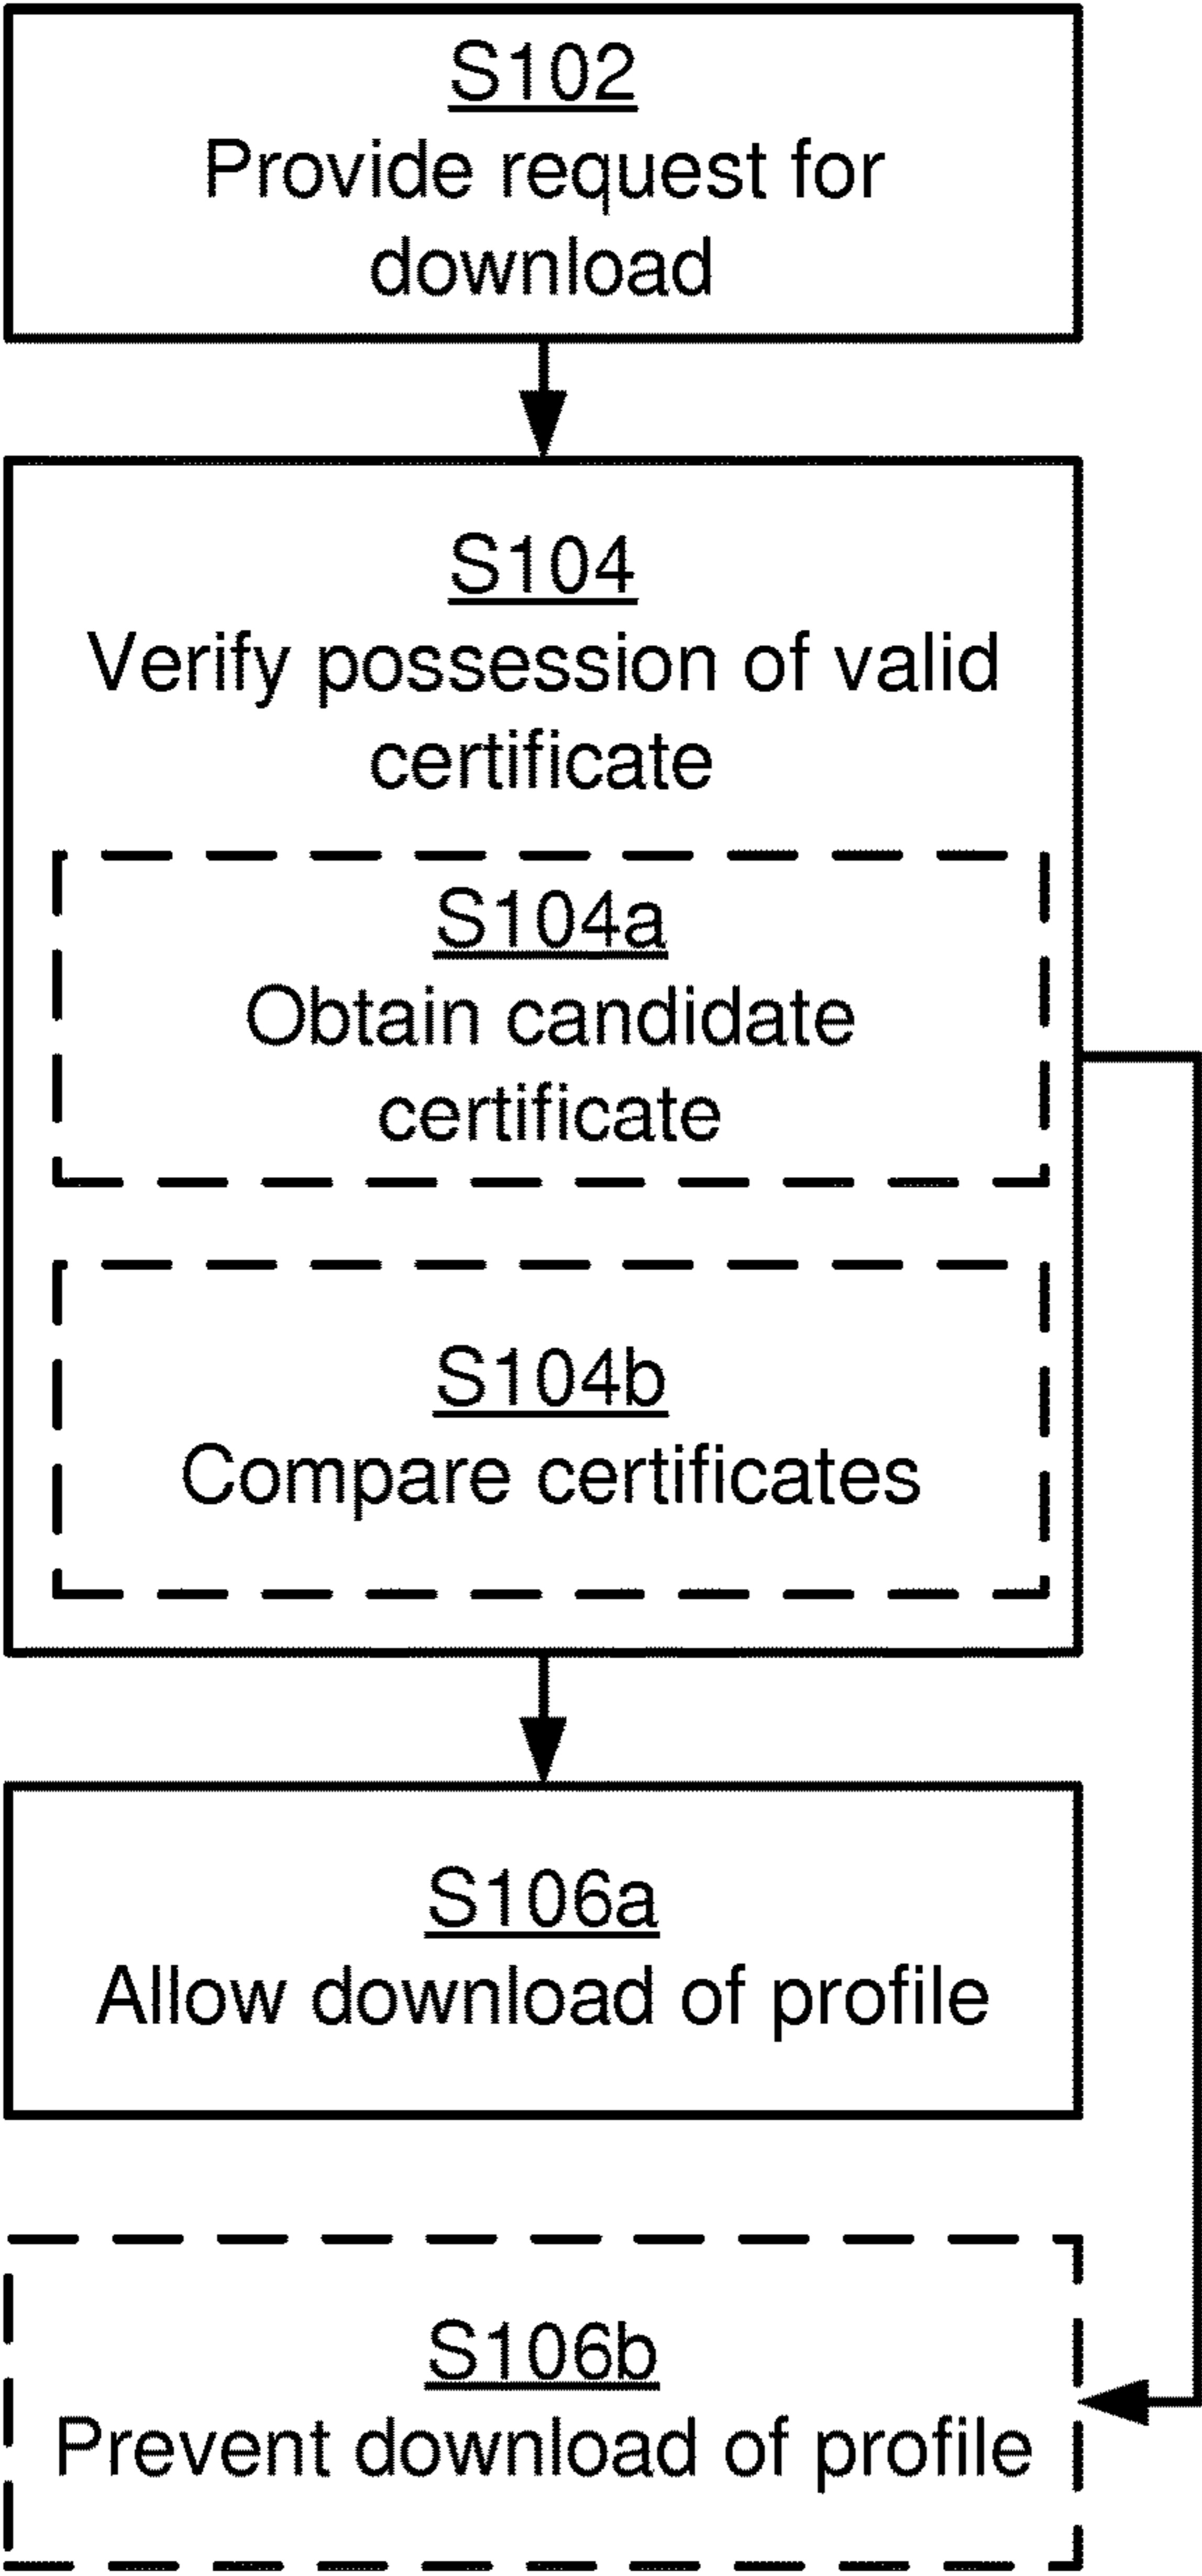 S102
Provide request for
download
S104
Verify possession of valid
certificate
S104a
Obtain candidate
certificate
S104b
Compare certificates
S106a
Allow download of profile
S106b
Prevent download of profile